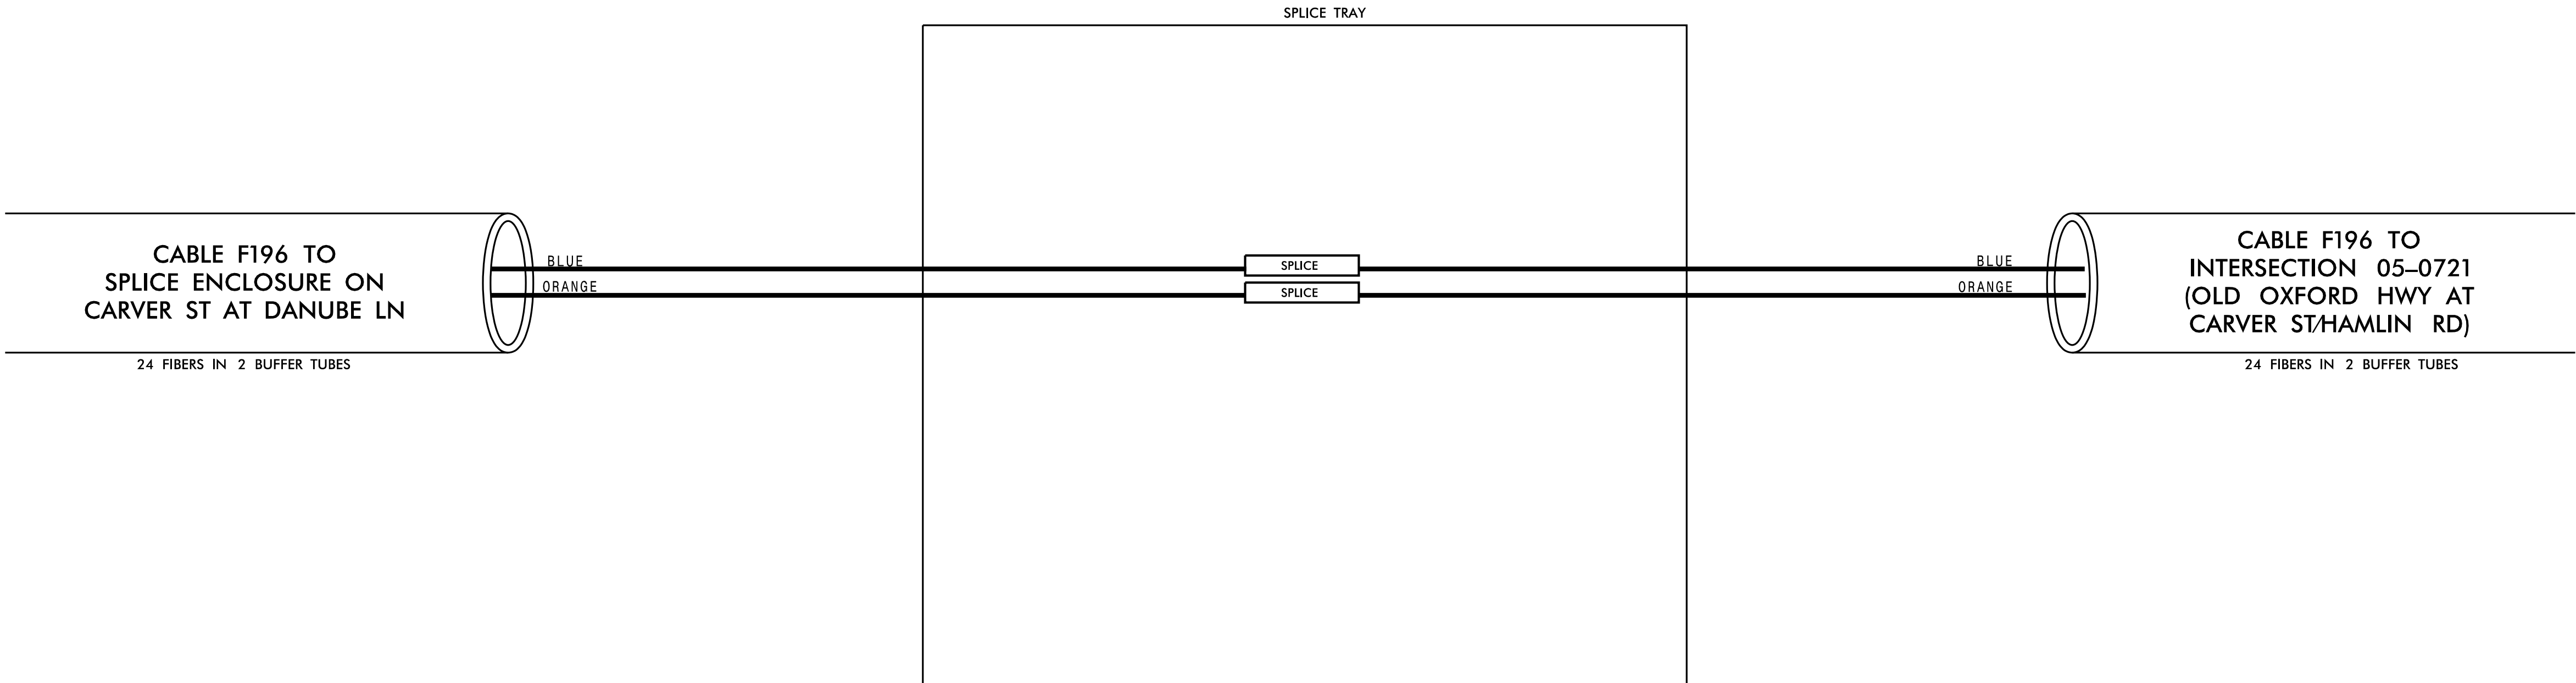 SPLICE TRAY
CABLE F196 TO
SPLICE ENCLOSURE ON
CARVER ST AT DANUBE LN
24 FIBERS IN 2 BUFFER TUBES
BLUE
ORANGE
SPLICE
SPLICE
BLUE
ORANGE
CABLE F196 TO
INTERSECTION 05–0721
(OLD OXFORD HWY AT
CARVER ST/HAMLIN RD)
24 FIBERS IN 2 BUFFER TUBES